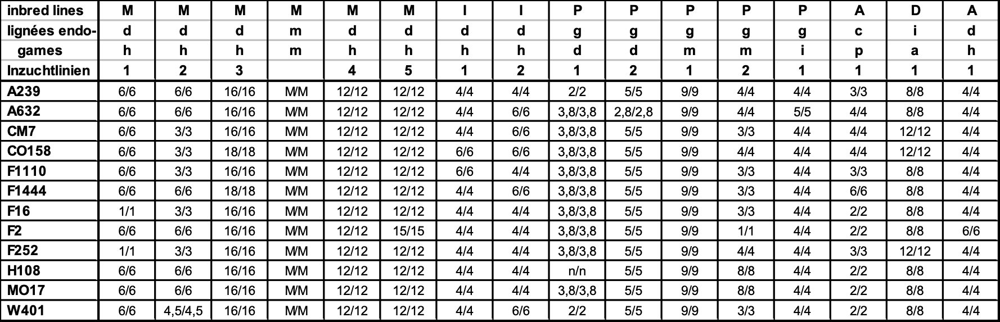 inbred lines M M M M M M I I P P P P P A D A
lignées endo- d d d m d d d d g g g g g c i d
games h h h m h h h h d d m m i p a h
Inzuchtlinien 1 2 3 4 5 1 2 1 2 1 2 1 1 1 1
A239 6/6 6/6 16/16 M/M 12/12 12/12 4/4 4/4 2/2 5/5 9/9 4/4 4/4 3/3 8/8 4/4
A632 6/6 6/6 16/16 M/M 12/12 12/12 4/4 6/6 3,8/3,8 2,8/2,8 9/9 4/4 5/5 4/4 8/8 4/4
CM7 6/6 3/3 16/16 M/M 12/12 12/12 4/4 6/6 3,8/3,8 5/5 9/9 3/3 4/4 4/4 12/12 4/4
CO158 6/6 3/3 18/18 M/M 12/12 12/12 6/6 6/6 3,8/3,8 5/5 9/9 4/4 4/4 4/4 12/12 4/4
F1110 6/6 3/3 16/16 M/M 12/12 12/12 6/6 4/4 3,8/3,8 5/5 9/9 3/3 4/4 3/3 8/8 4/4
F1444 6/6 6/6 18/18 M/M 12/12 12/12 4/4 6/6 3,8/3,8 5/5 9/9 3/3 4/4 6/6 8/8 4/4
F16 1/1 3/3 16/16 M/M 12/12 12/12 4/4 4/4 3,8/3,8 5/5 9/9 3/3 4/4 2/2 8/8 4/4
F2 6/6 6/6 16/16 M/M 12/12 15/15 4/4 4/4 3,8/3,8 5/5 9/9 1/1 4/4 2/2 8/8 6/6
F252 1/1 3/3 16/16 M/M 12/12 12/12 4/4 4/4 3,8/3,8 5/5 9/9 4/4 4/4 3/3 12/12 4/4
H108 6/6 6/6 16/16 M/M 12/12 12/12 4/4 4/4 n/n 5/5 9/9 8/8 4/4 2/2 8/8 4/4
MO17 6/6 6/6 16/16 M/M 12/12 12/12 4/4 4/4 3,8/3,8 5/5 9/9 8/8 4/4 2/2 8/8 4/4
W401 6/6 4,5/4,5 16/16 M/M 12/12 12/12 4/4 6/6 2/2 5/5 9/9 3/3 4/4 2/2 8/8 4/4